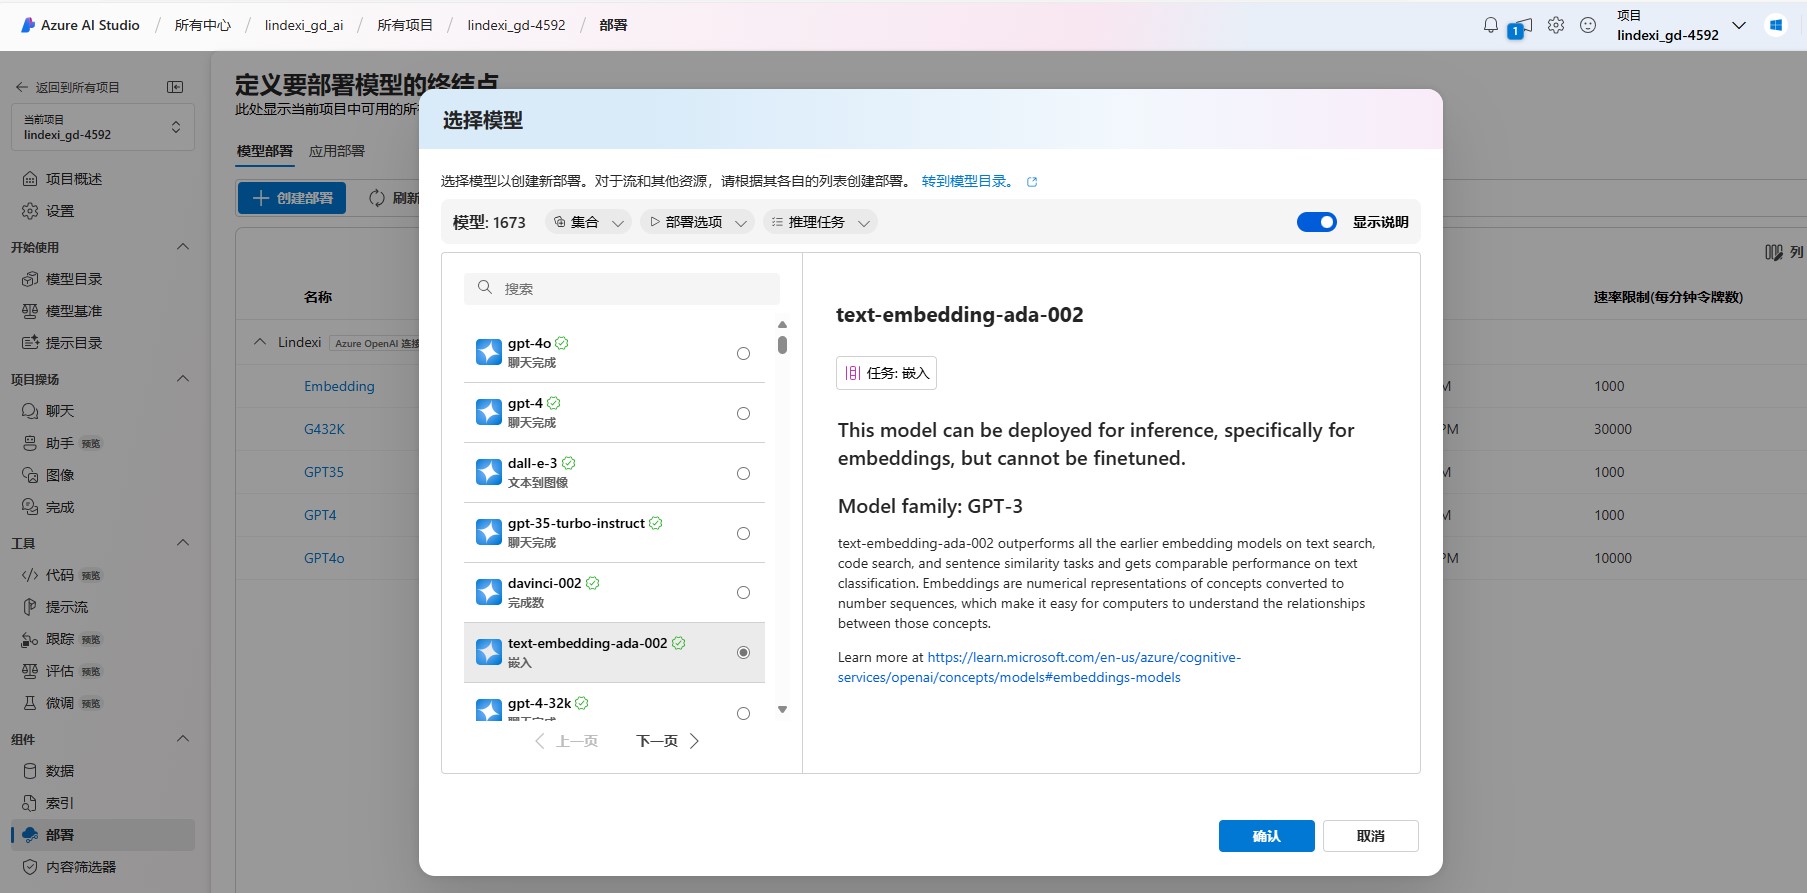 Azure AI Studio / 所有中心 / lindexi_gd_ai / 所有项目 / lindexi_gd-4592 / 部署
1
项目
lindexi_gd-4592
返回到所有项目
当前项目
lindexi_gd-4592
项目概述
设置
开始使用
模型目录
模型基准
提示目录
项目操场
聊天
助手 预览
图像
完成
工具
代码 预览
提示流
跟踪 预览
评估 预览
微调 预览
组件
数据
索引
部署
内容筛选器
定义要部署模型的终结点
此处显示当前项目中可用的所
模型部署 应用部署
创建部署 刷新
列
名称 速率限制(每分钟令牌数)
Lindexi Azure OpenAI 连接
Embedding M 1000
G432K PM 30000
GPT35 M 1000
GPT4 M 1000
GPT4o PM 10000
选择模型
选择模型以创建新部署。对于流和其他资源，请根据其各自的列表创建部署。 转到模型目录。
模型: 1673 集合 部署选项 推理任务 显示说明
搜索
gpt-4o
聊天完成
gpt-4
聊天完成
dall-e-3
文本到图像
gpt-35-turbo-instruct
聊天完成
davinci-002
完成数
text-embedding-ada-002
嵌入
gpt-4-32k
聊天完成
上一页 下一页
text-embedding-ada-002
任务: 嵌入
This model can be deployed for inference, specifically for
embeddings, but cannot be finetuned.
Model family: GPT-3
text-embedding-ada-002 outperforms all the earlier embedding models on text search,
code search, and sentence similarity tasks and gets comparable performance on text
classification. Embeddings are numerical representations of concepts converted to
number sequences, which make it easy for computers to understand the relationships
between those concepts.
Learn more at https://learn.microsoft.com/en-us/azure/cognitive-
services/openai/concepts/models#embeddings-models
确认 取消